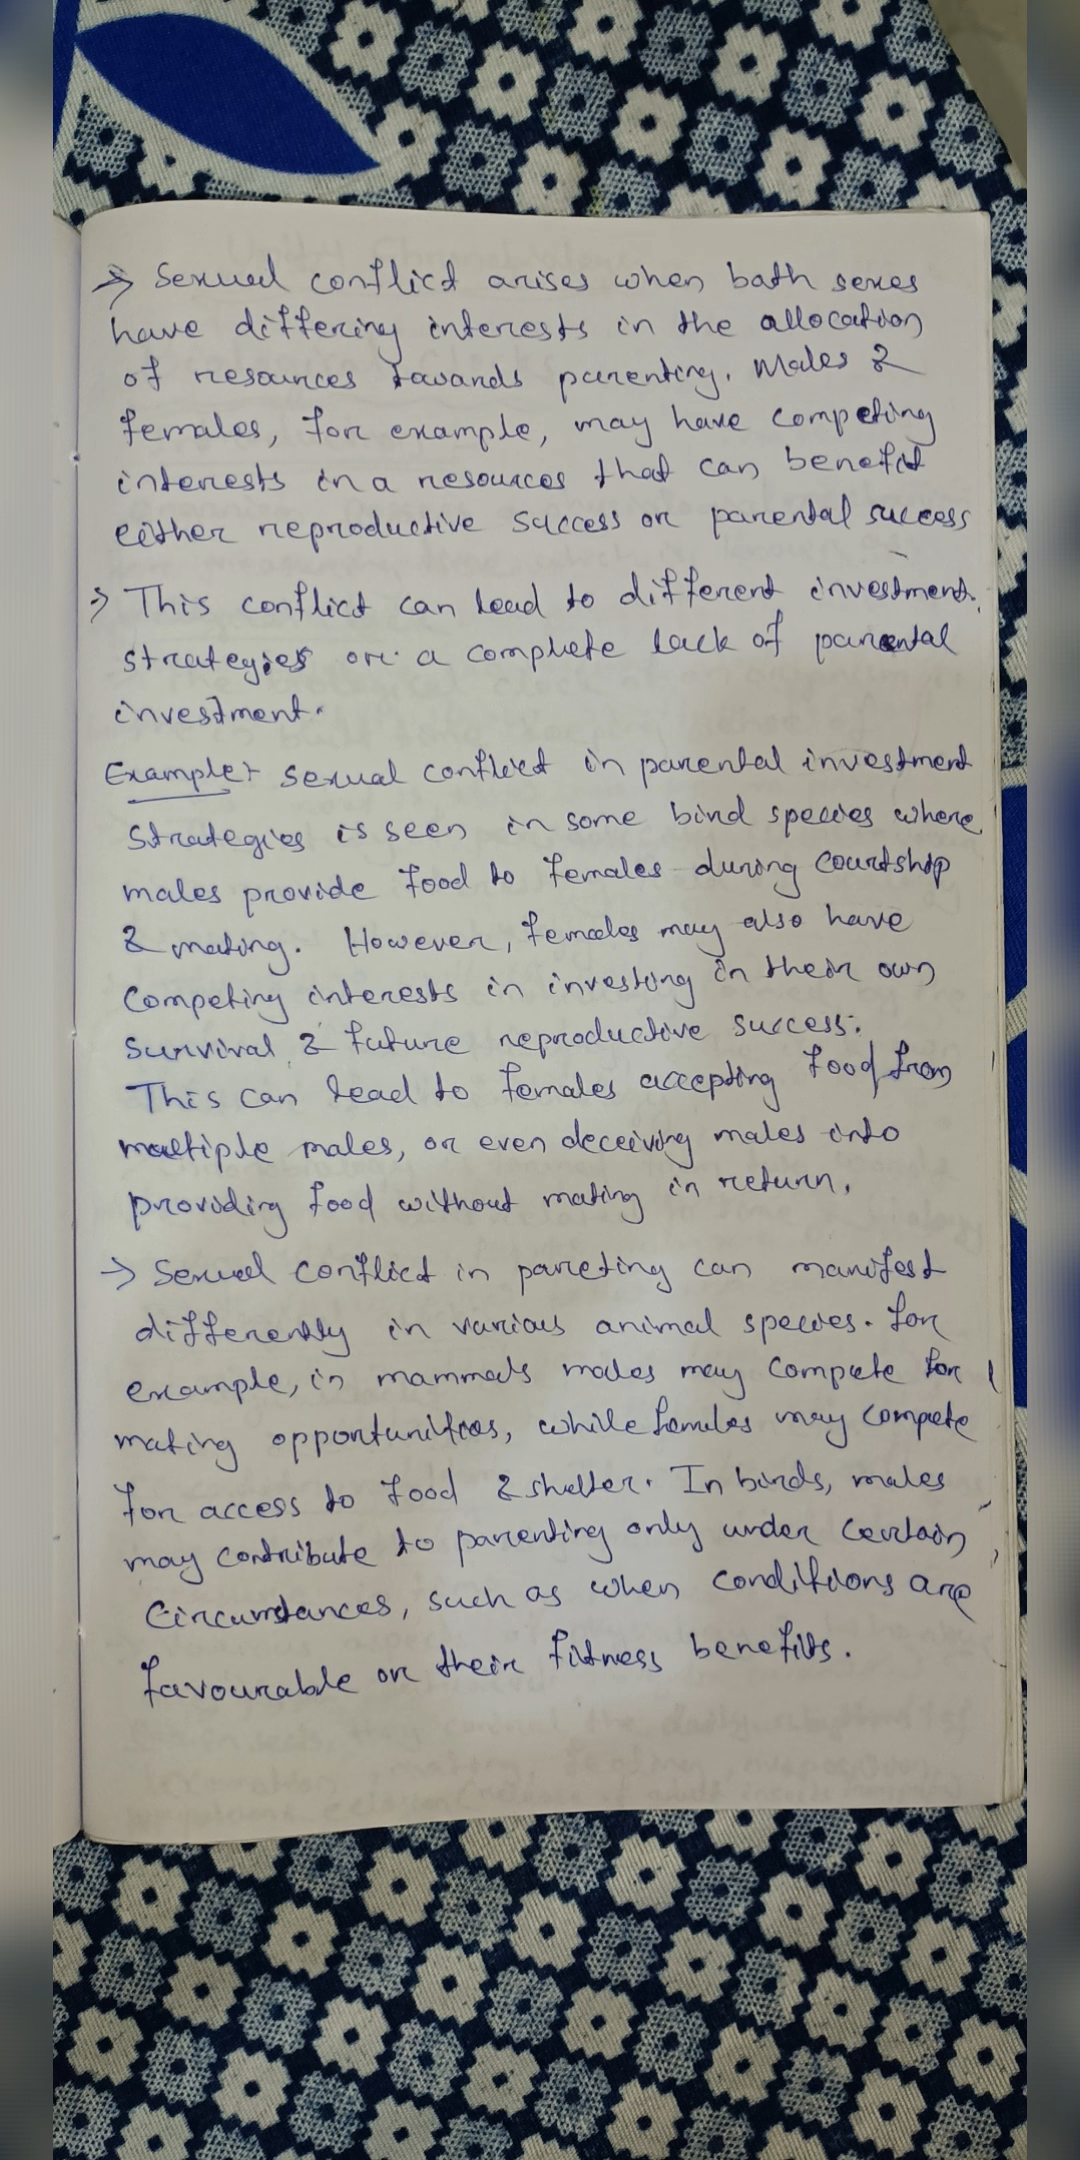 → Sexual conflict arises when both sexes
have differing interests in the allocation
of resources towards parenting. Males &
females, for example, may have competing
interests in a resources that can benefit
either reproductive success or parental success
→ This conflict can lead to different investment.
strategies or a complete lack of parental
investment.
Example:- Sexual conflict in parental investment
strategies is seen in some bird species where
males provide food to females during courtship
& mating. However, females may also have
competing interests in investing in their own
survival & future reproductive success.
This can lead to females accepting food from
multiple males, or even deceiving males into
providing food without mating in return.
→ Sexual conflict in pareting can manifest
differently in various animal species. For
example, in mammals males may compete for
mating opportunities, while females may compete
for access to food & shelter. In birds, males
may contribute to parenting only under certain
circumstances, such as when conditions are
favourable or their fitness benefits.